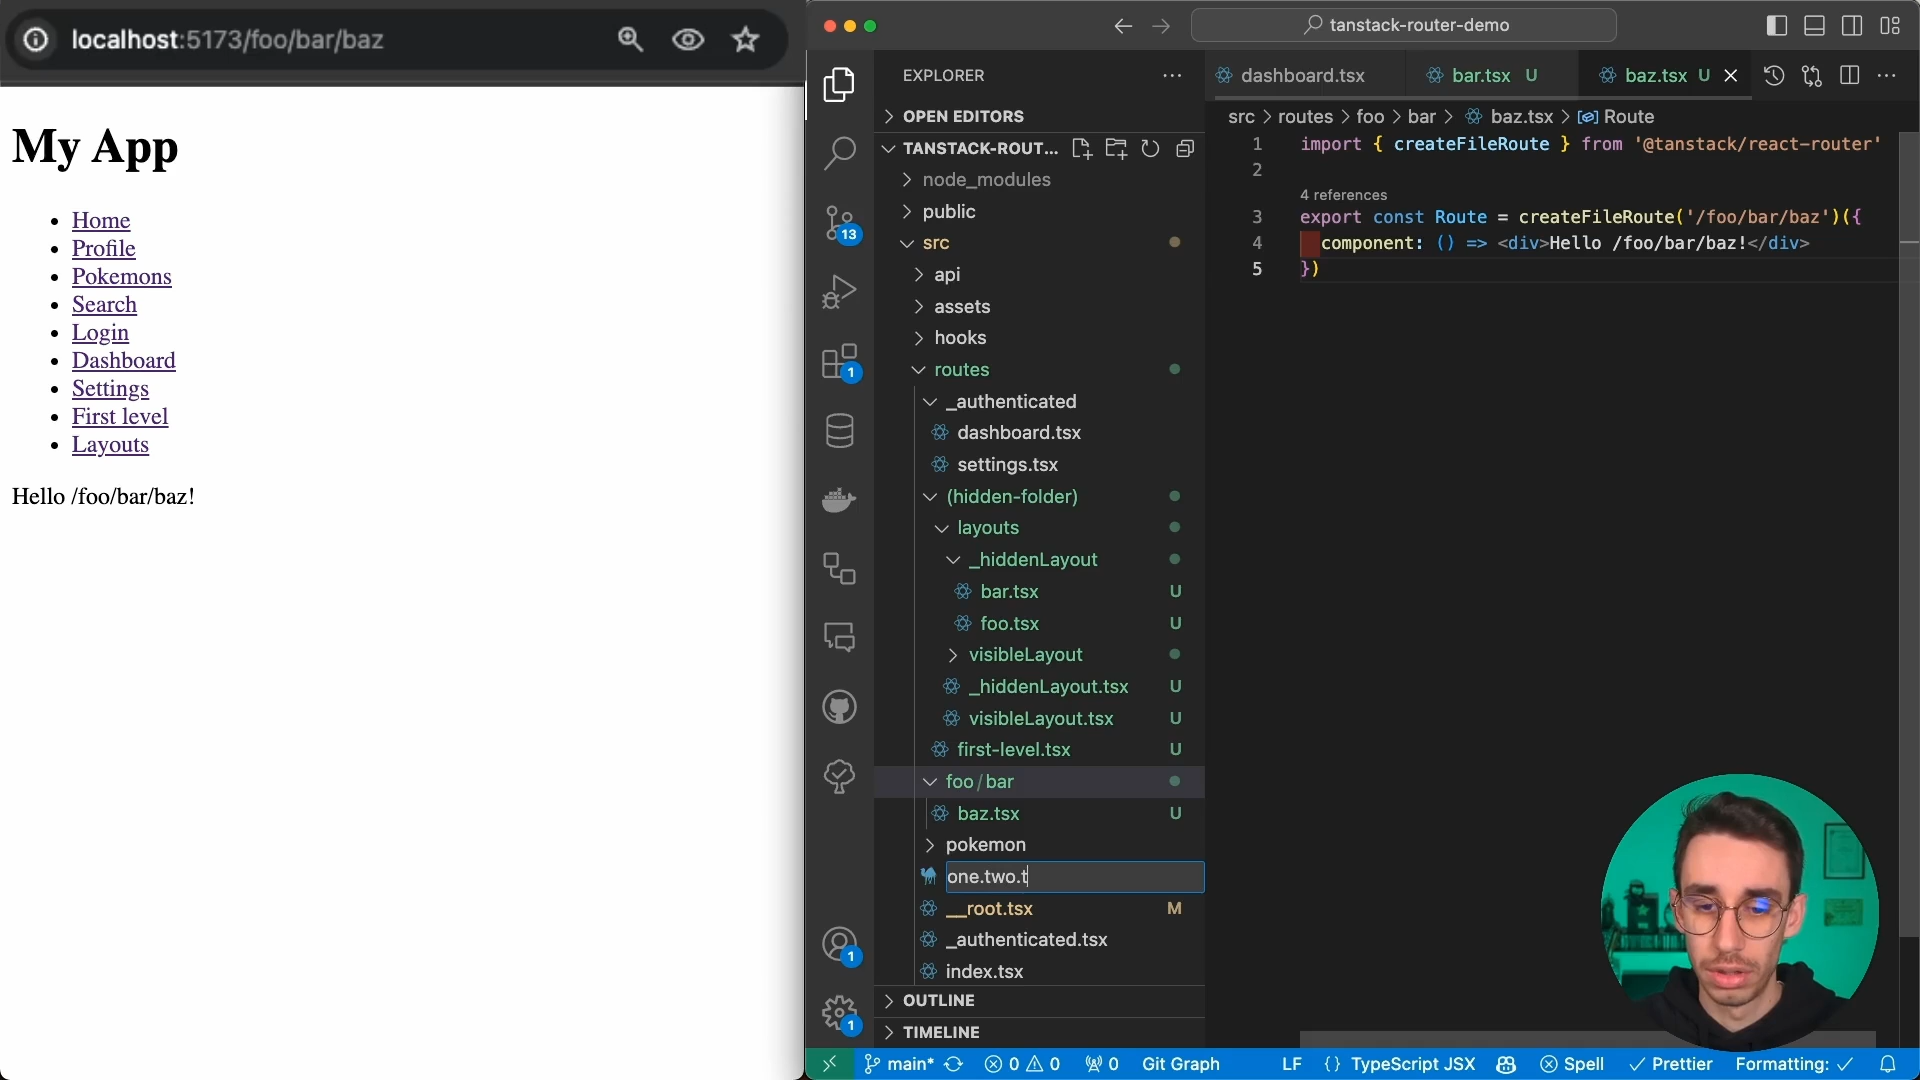 localhost:5173/foo/bar/baz
My App
Home
Profile
Pokemons
Search
Login
Dashboard
Settings
First level
Layouts
Hello /foo/bar/baz!
tanstack-router-demo
EXPLORER
OPEN EDITORS
TANSTACK-ROUT...
node_modules
public
src
api
assets
hooks
routes
_authenticated
dashboard.tsx
settings.tsx
(hidden-folder)
layouts
_hiddenLayout
bar.tsx U
foo.tsx U
visibleLayout
_hiddenLayout.tsx U
visibleLayout.tsx U
first-level.tsx U
foo/bar
baz.tsx U
pokemon
one.two.t
__root.tsx M
_authenticated.tsx
index.tsx
OUTLINE
TIMELINE
13
1
1
1
dashboard.tsx bar.tsx U baz.tsx U
src > routes > foo > bar > baz.tsx > Route
1 import { createFileRoute } from '@tanstack/react-router'
2
4 references
3 export const Route = createFileRoute('/foo/bar/baz')({
4 component: () => <div>Hello /foo/bar/baz!</div>
5 })
main* 0 0 0 Git Graph LF {} TypeScript JSX Spell Prettier Formatting: